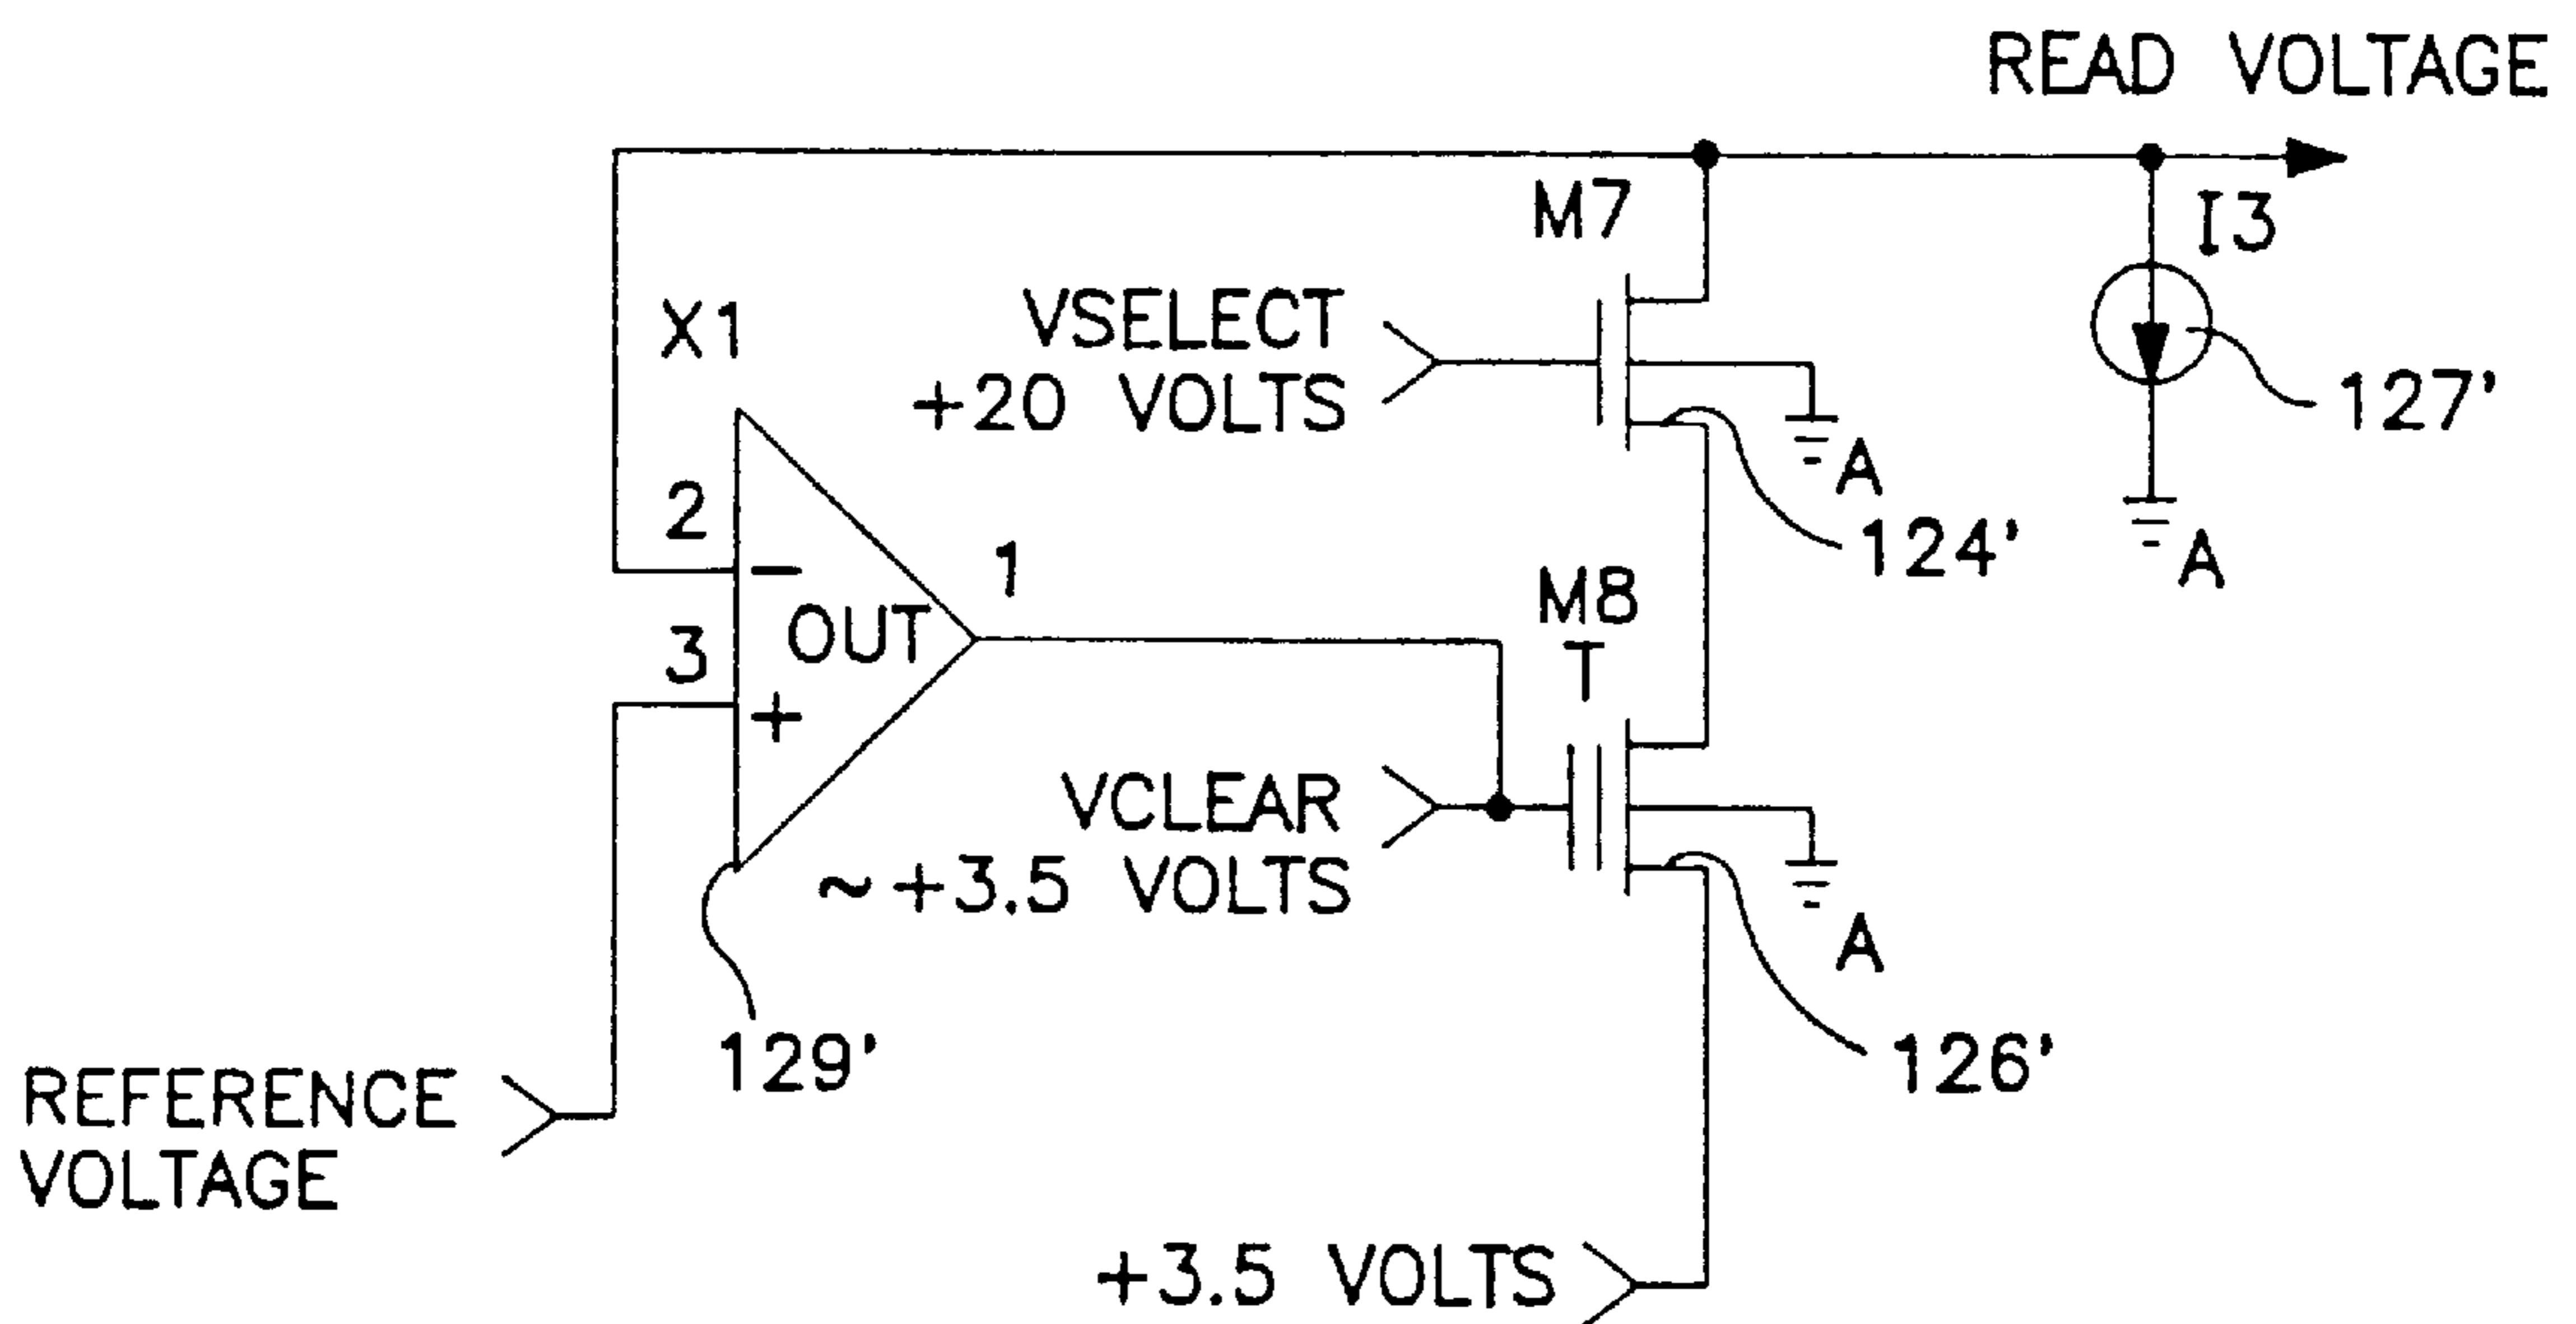 READ VOLTAGE
M7
I3
X1
VSELECT
+20 VOLTS
127'
A
2
124'
A
1
−
OUT
M8
T
3
+
VCLEAR
~+3.5 VOLTS
A
129'
126'
REFERENCE
VOLTAGE
+3.5 VOLTS